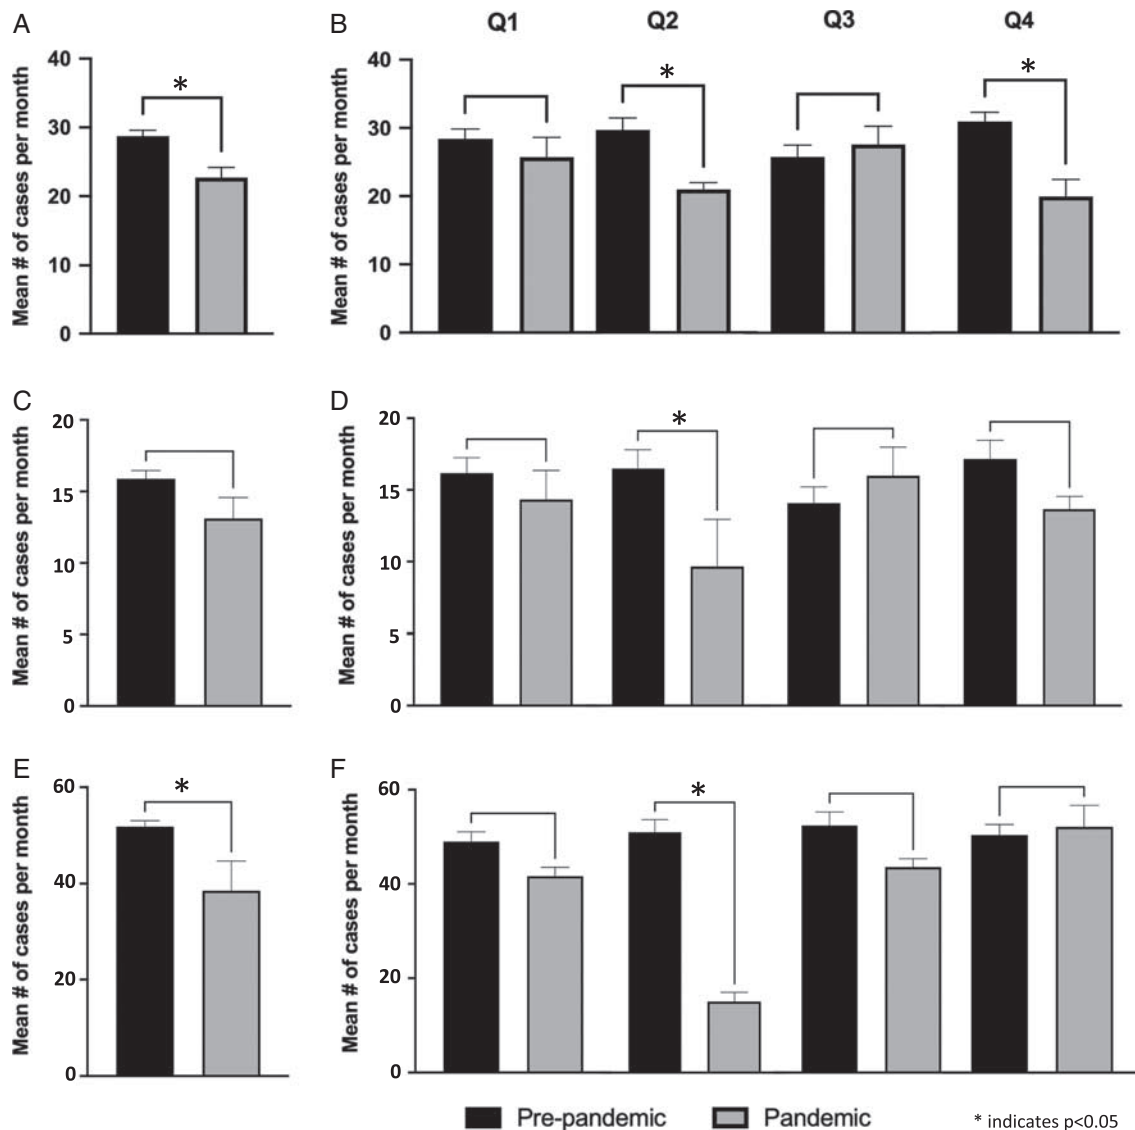 A
Mean # of cases per month
40
30
20
10
0
*
B
Q1
Q2
Q3
Q4
Mean # of cases per month
40
30
20
10
0
*
*
C
Mean # of cases per month
20
15
10
5
0
D
Mean # of cases per month
20
15
10
5
0
*
E
Mean # of cases per month
60
40
20
0
*
F
Mean # of cases per month
60
40
20
0
*
Pre-pandemic
Pandemic
* indicates p<0.05